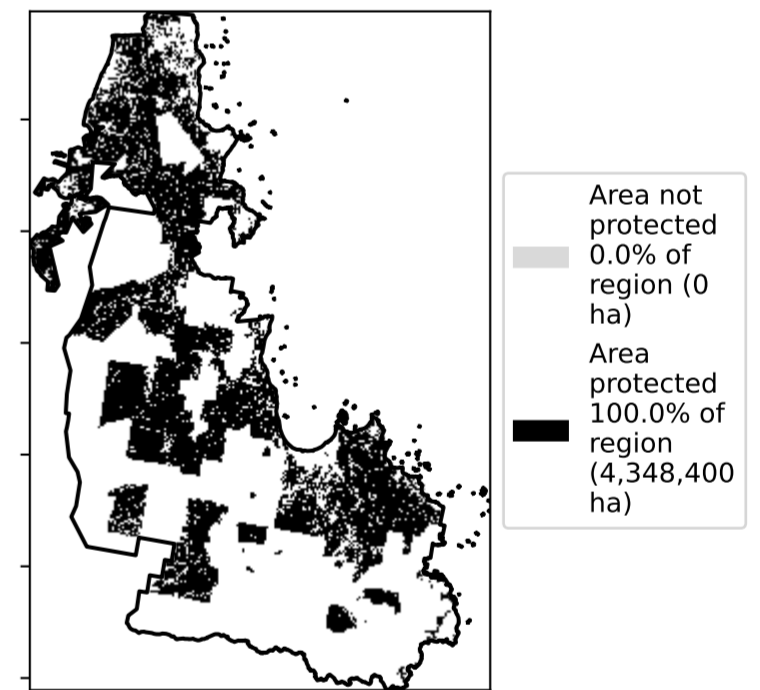 Area not
protected
0.0% of
region (0
ha)
Area
protected
100.0% of
region
(4,348,400
ha)